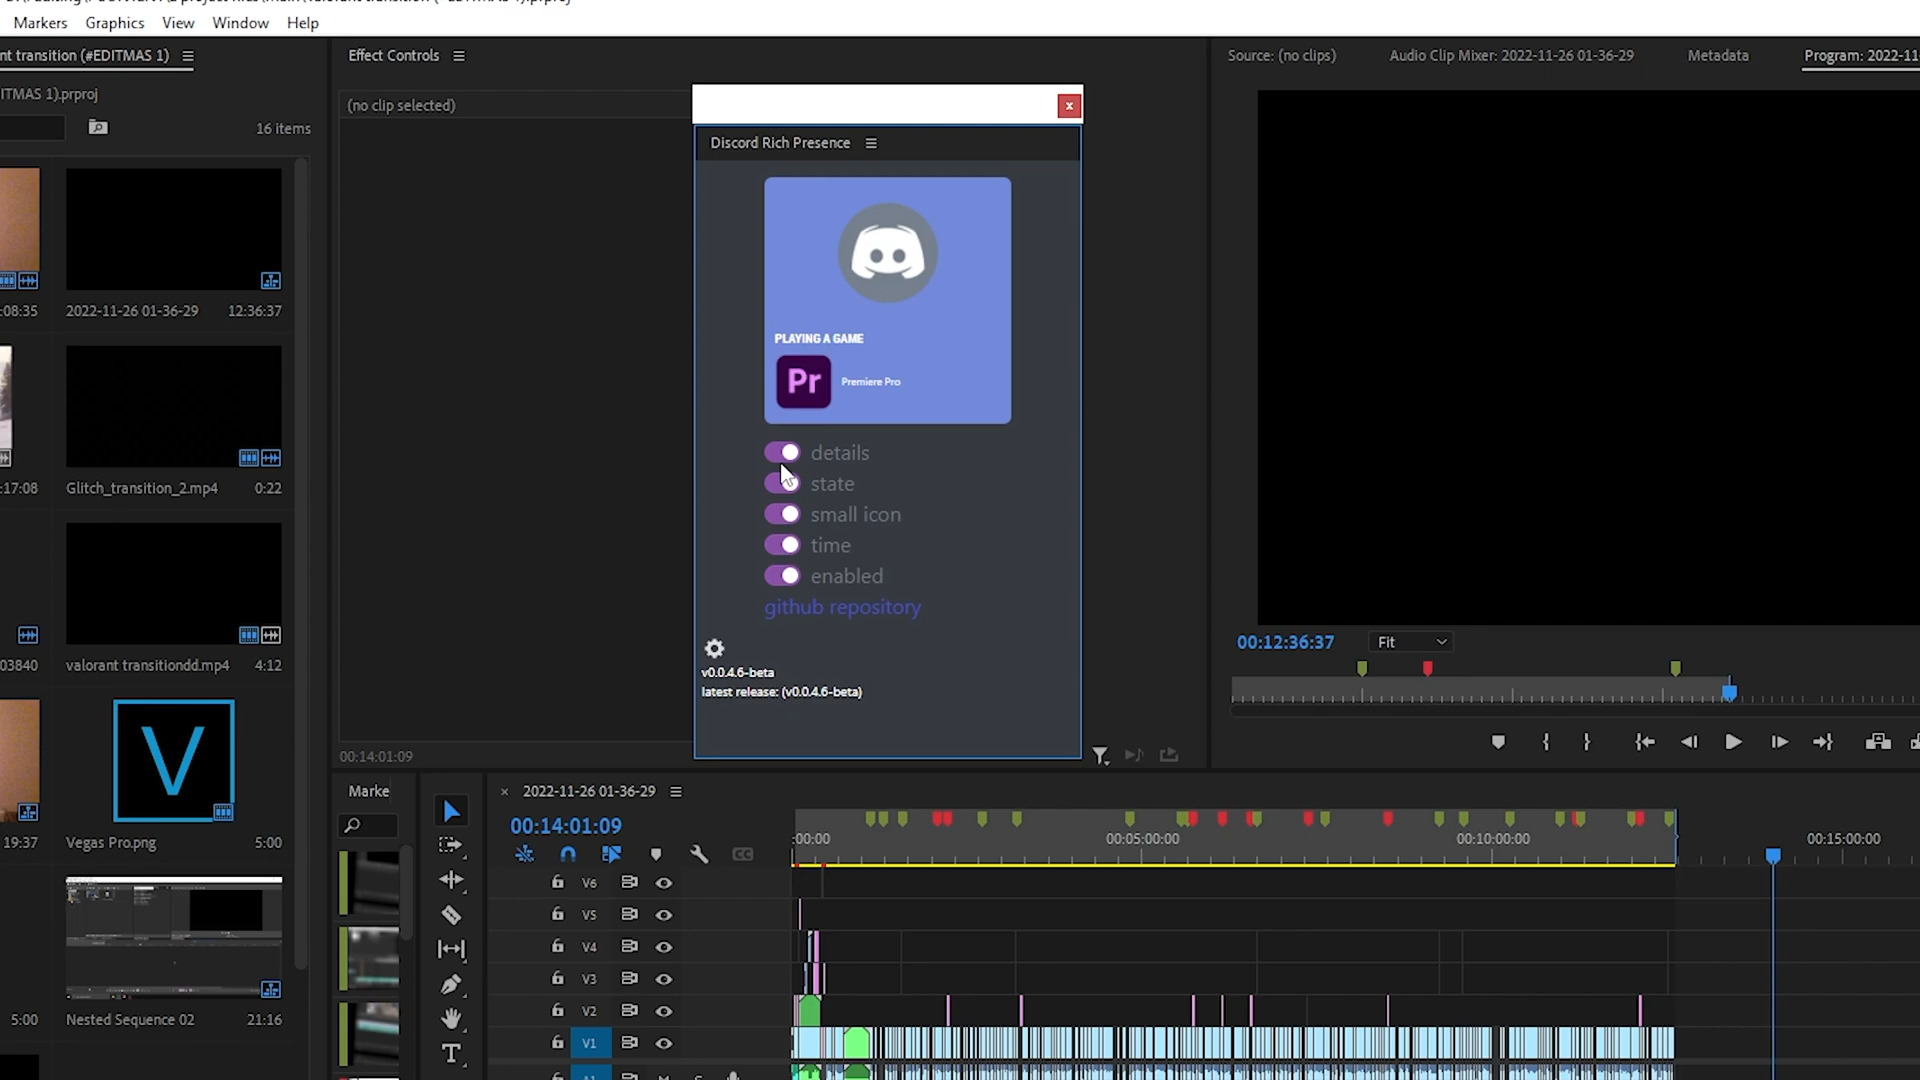 Markers Graphics View Window Help
nt transition (#EDITMAS 1)
Effect Controls
Source: (no clips) Audio Clip Mixer: 2022-11-26 01-36-29 Metadata Program: 2022-11
ITMAS 1).prproj
(no clip selected)
x
16 items
Discord Rich Presence
:08:35 2022-11-26 01-36-29 12:36:37
PLAYING A GAME
Pr Premiere Pro
details
state
small icon
time
enabled
github repository
v0.0.4.6-beta
latest release: (v0.0.4.6-beta)
:17:08 Glitch_transition_2.mp4 0:22
03840 valorant transitiondd.mp4 4:12
V
19:37 Vegas Pro.png 5:00
5:00 Nested Sequence 02 21:16
00:12:36:37 Fit
00:14:01:09
Marke
× 2022-11-26 01-36-29
00:14:01:09
:00:00 00:05:00:00 00:10:00:00 00:15:00:00
CC
V6
V5
V4
V3
V2
V1
T